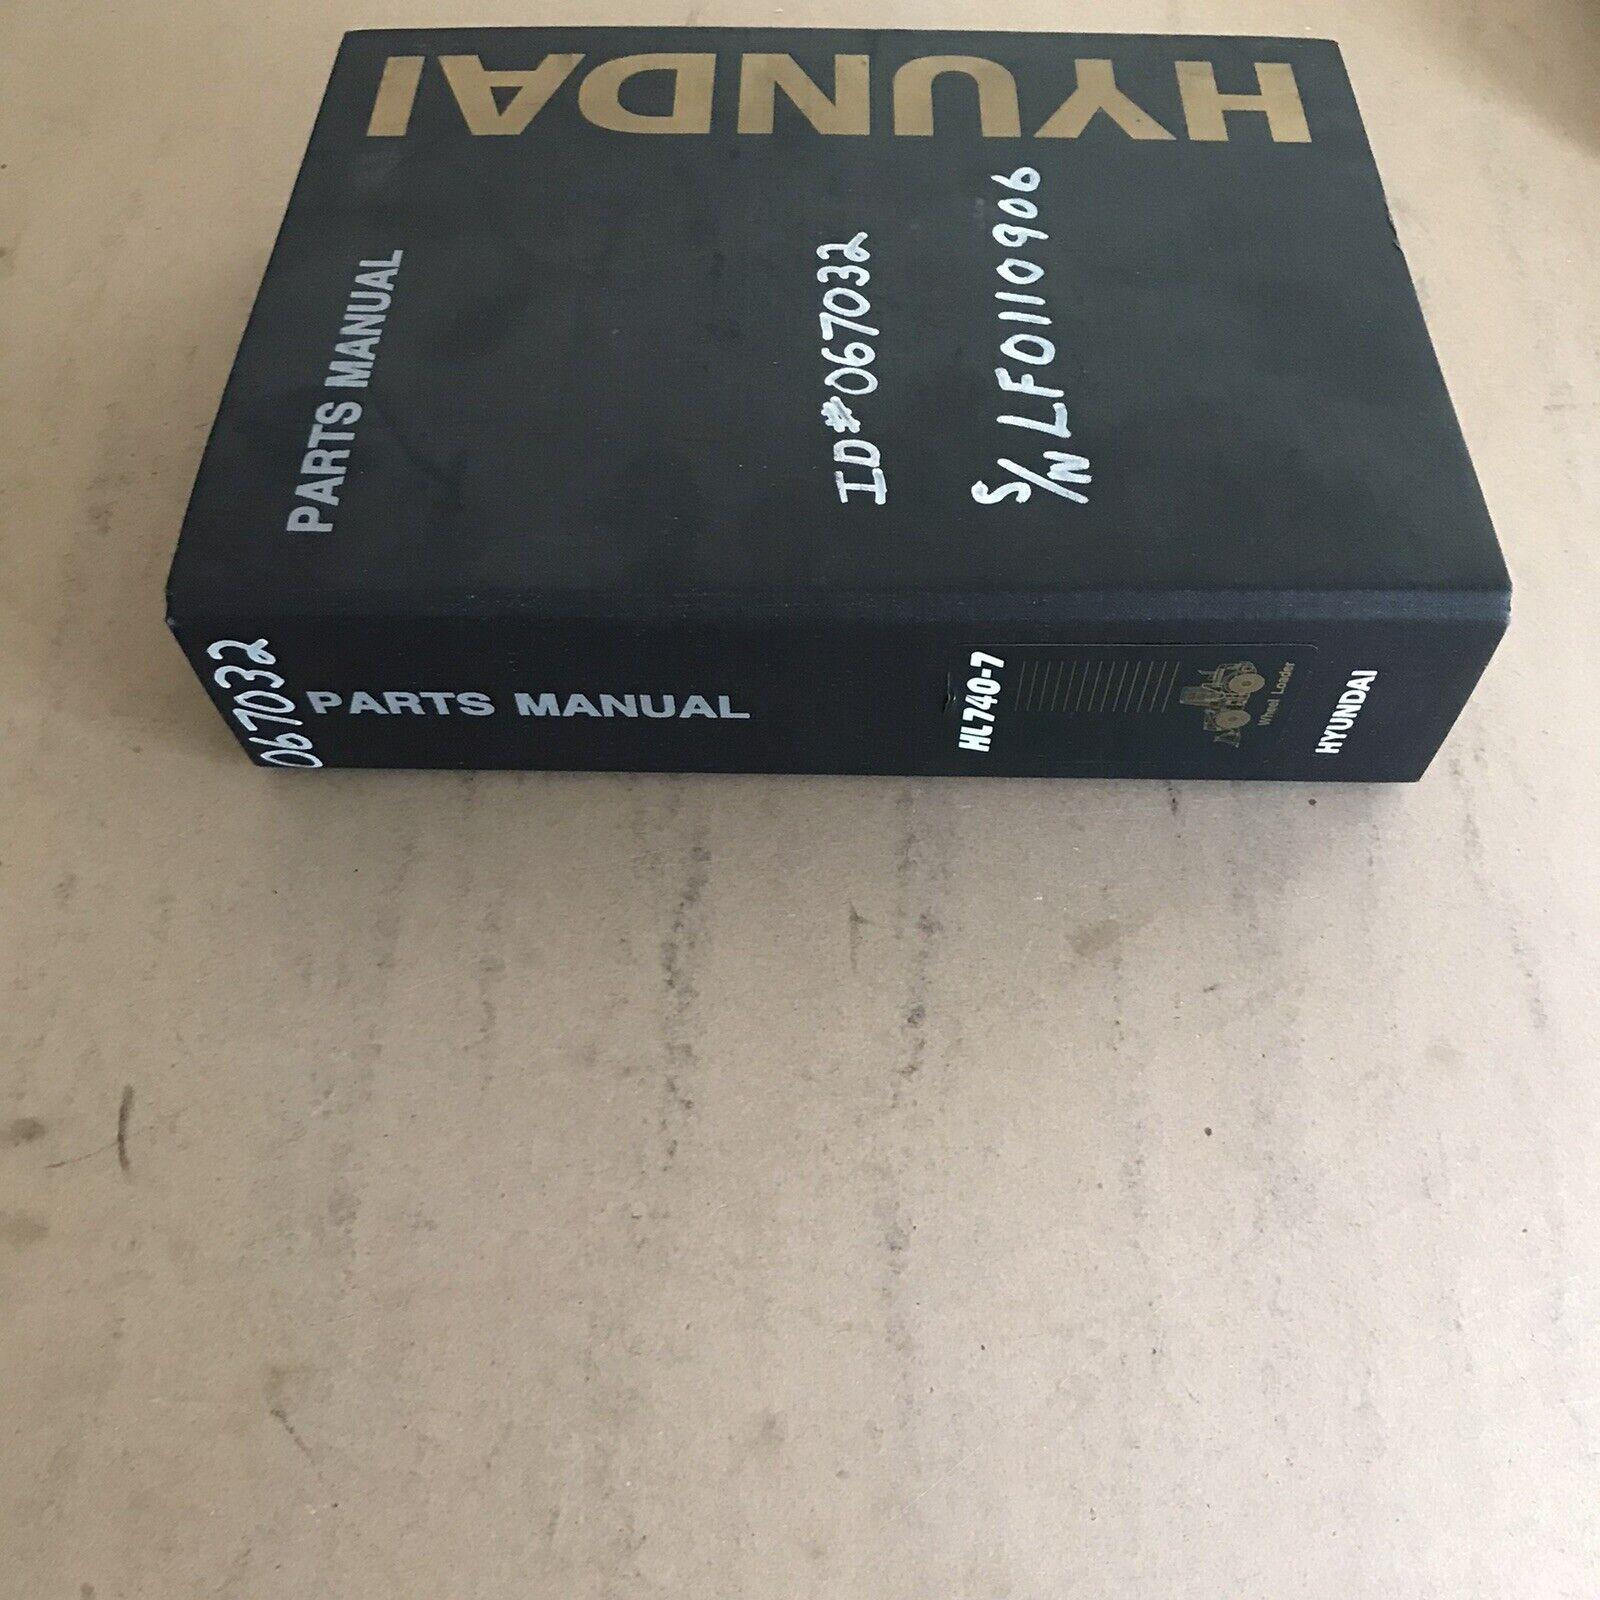 HYUNDAI
PARTS MANUAL
ID#067032
S/N LF0110906
067032
PARTS MANUAL
HL740-7
Wheel Loader
HYUNDAI